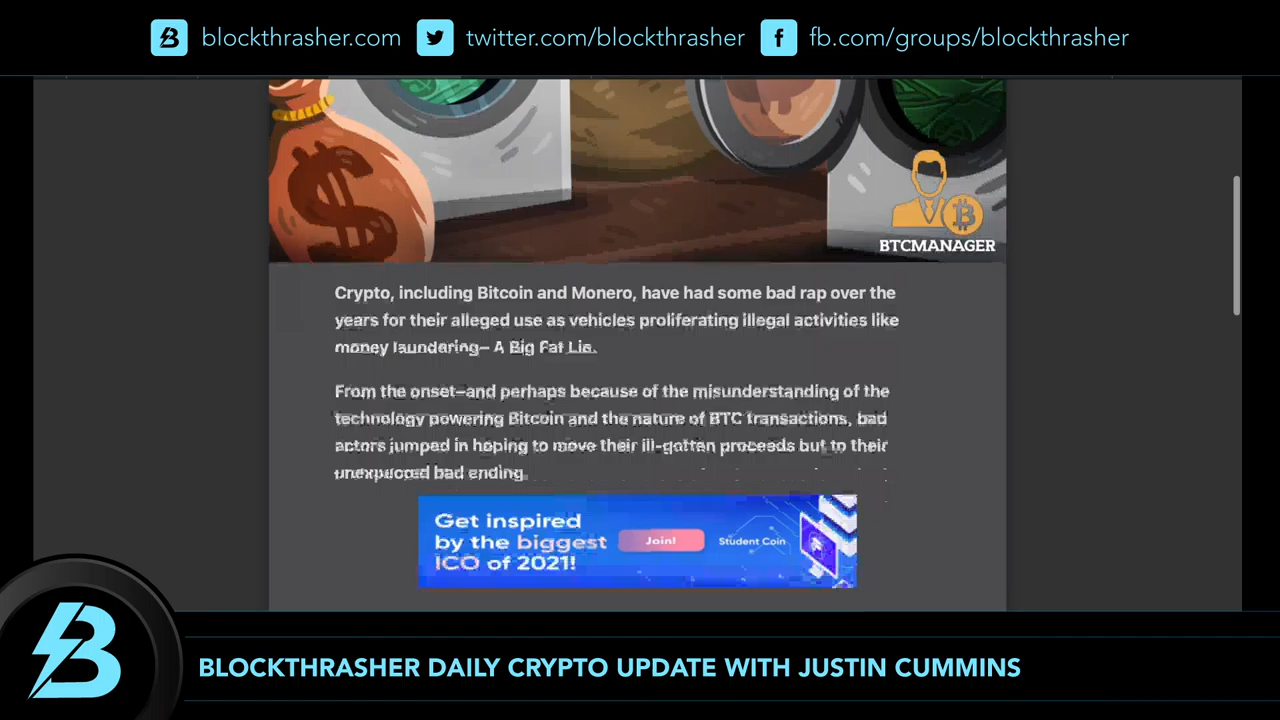 blockthrasher.com
twitter.com/blockthrasher
fb.com/groups/blockthrasher
BTCMANAGER
Crypto, including Bitcoin and Monero, have had some bad rap over the
years for their alleged use as vehicles proliferating illegal activities like
money laundering– A Big Fat Lie.
From the onset–and perhaps because of the misunderstanding of the
technology powering Bitcoin and the nature of BTC transactions, bad
actors jumped in hoping to move their ill-gotten proceeds but to their
bad ending.
Get inspired
by the biggest
ICO of 2021!
Join!
Student Coin
BLOCKTHRASHER DAILY CRYPTO UPDATE WITH JUSTIN CUMMINS